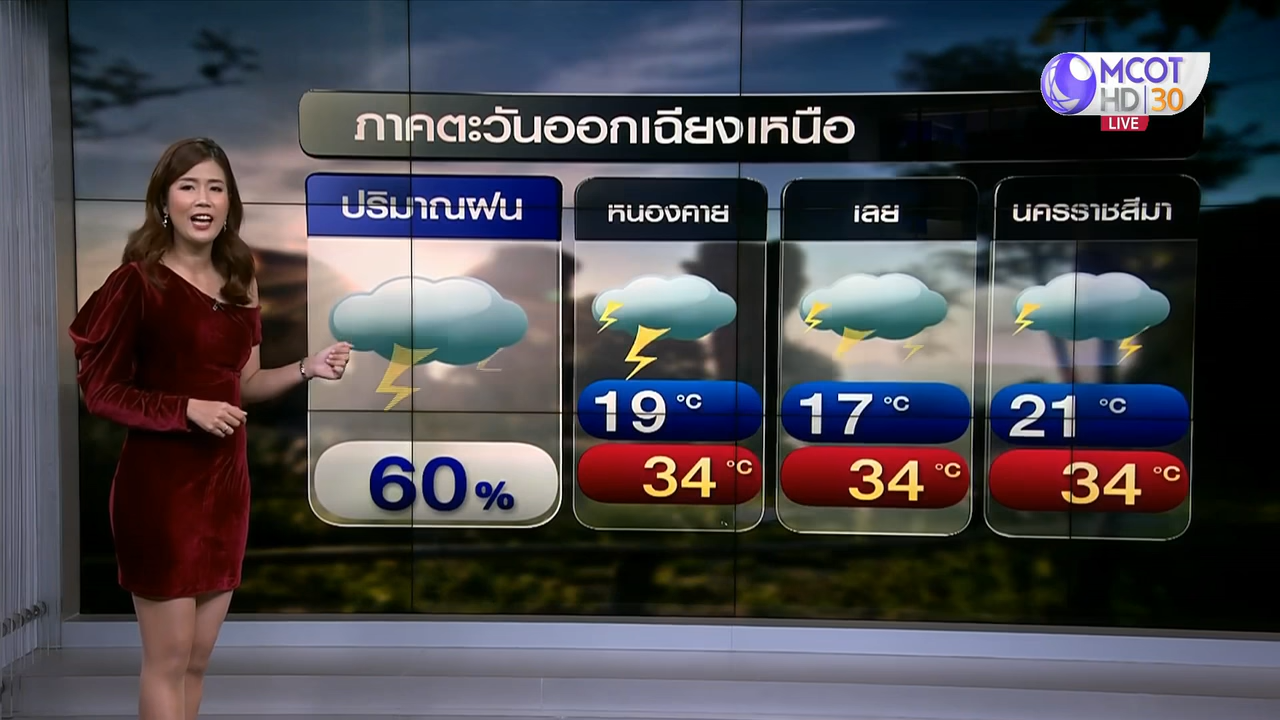 MCOT
HD 30
LIVE
ภาคตะวันออกเฉียงเหนือ
ปริมาณฝน
60%
หนองคาย
19 °C
34 °C
เลย
17 °C
34 °C
นครราชสีมา
21 °C
34 °C